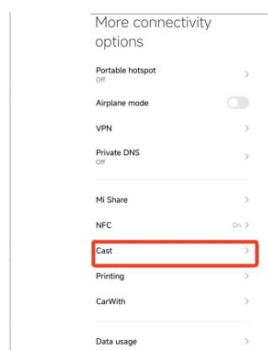 More connectivity
options
Portable hotspot
Off
Airplane mode
VPN
Private DNS
Off
Mi Share
NFC
On
Cast
Printing
CarWith
Data usage